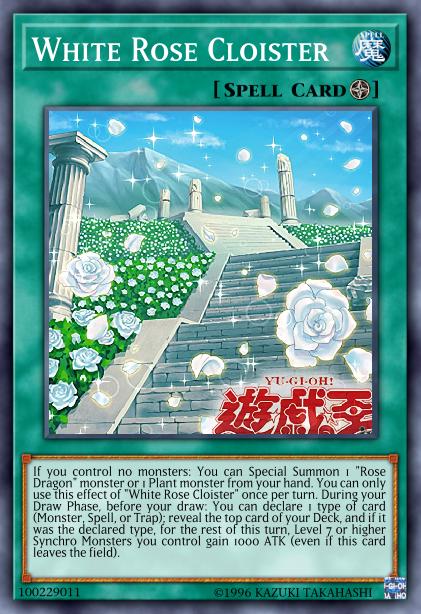 WHITE ROSE CLOISTER
SPELL
魔
[SPELL CARD]
YU-GI-OH!
遊戯王
If you control no monsters: You can Special Summon 1 "Rose
Dragon" monster or 1 Plant monster from your hand. You can only
use this effect of "White Rose Cloister" once per turn. During your
Draw Phase, before your draw: You can declare 1 type of card
(Monster, Spell, or Trap); reveal the top card of your Deck, and if it
was the declared type, for the rest of this turn, Level 7 or higher
Synchro Monsters you control gain 1000 ATK (even if this card
leaves the field).
100229011
©1996 KAZUKI TAKAHASHI